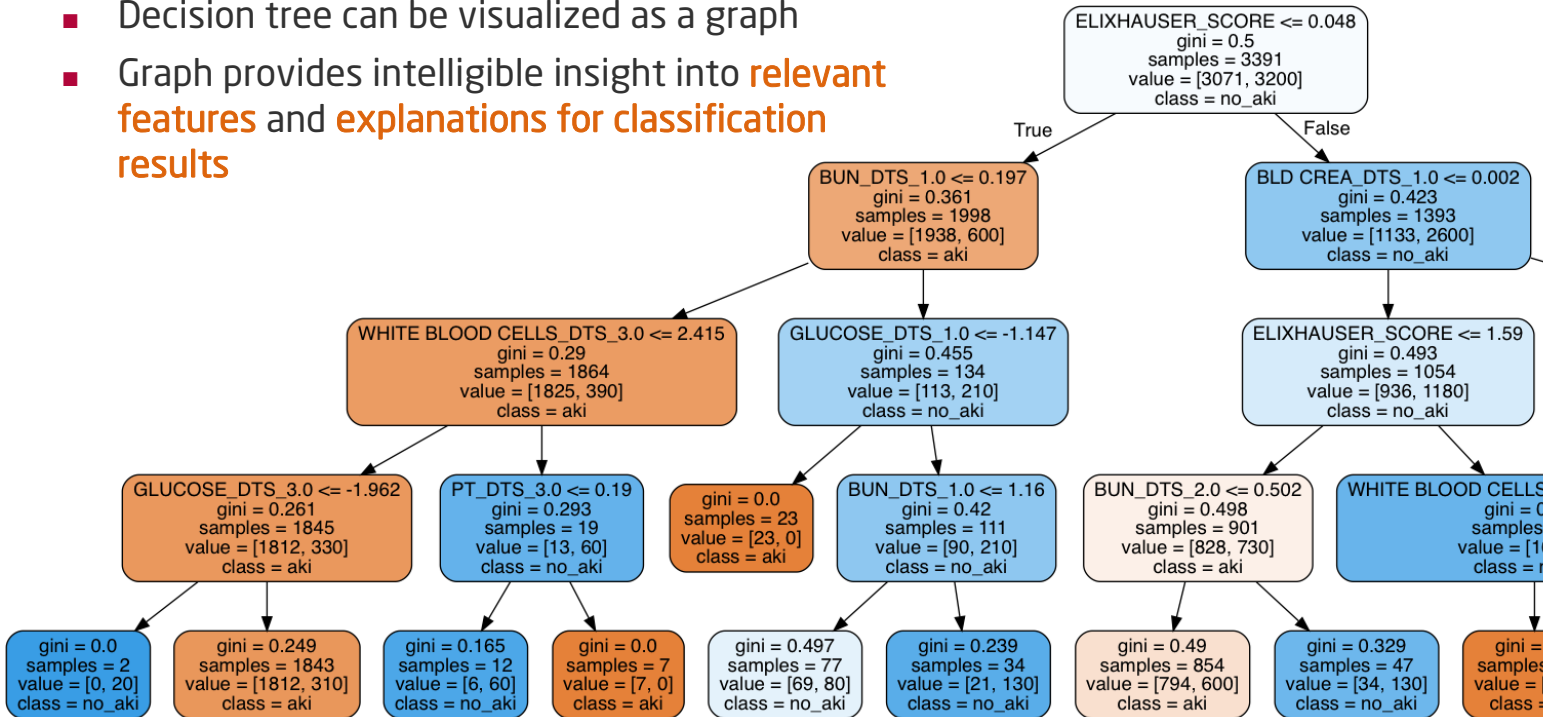 Decision tree can be visualized as a graph
Graph provides intelligible insight into relevant
features and explanations for classification
results
ELIXHAUSER_SCORE <= 0.048
gini = 0.5
samples = 3391
value = [3071, 3200]
class = no_aki
True
False
BUN_DTS_1.0 <= 0.197
gini = 0.361
samples = 1998
value = [1938, 600]
class = aki
BLD CREA_DTS_1.0 <= 0.002
gini = 0.423
samples = 1393
value = [1133, 2600]
class = no_aki
WHITE BLOOD CELLS_DTS_3.0 <= 2.415
gini = 0.29
samples = 1864
value = [1825, 390]
class = aki
GLUCOSE_DTS_1.0 <= -1.147
gini = 0.455
samples = 134
value = [113, 210]
class = no_aki
ELIXHAUSER_SCORE <= 1.59
gini = 0.493
samples = 1054
value = [936, 1180]
class = no_aki
GLUCOSE_DTS_3.0 <= -1.962
gini = 0.261
samples = 1845
value = [1812, 330]
class = aki
PT_DTS_3.0 <= 0.19
gini = 0.293
samples = 19
value = [13, 60]
class = no_aki
gini = 0.0
samples = 23
value = [23, 0]
class = aki
BUN_DTS_1.0 <= 1.16
gini = 0.42
samples = 111
value = [90, 210]
class = no_aki
BUN_DTS_2.0 <= 0.502
gini = 0.498
samples = 901
value = [828, 730]
class = aki
WHITE BLOOD CELLS
gini =
samples
value =
class =
gini = 0.0
samples = 2
value = [0, 20]
class = no_aki
gini = 0.249
samples = 1843
value = [1812, 310]
class = aki
gini = 0.165
samples = 12
value = [6, 60]
class = no_aki
gini = 0.0
samples = 7
value = [7, 0]
class = aki
gini = 0.497
samples = 77
value = [69, 80]
class = no_aki
gini = 0.239
samples = 34
value = [21, 130]
class = no_aki
gini = 0.49
samples = 854
value = [794, 600]
class = aki
gini = 0.329
samples = 47
value = [34, 130]
class = no_aki
gini =
samples
value =
class =